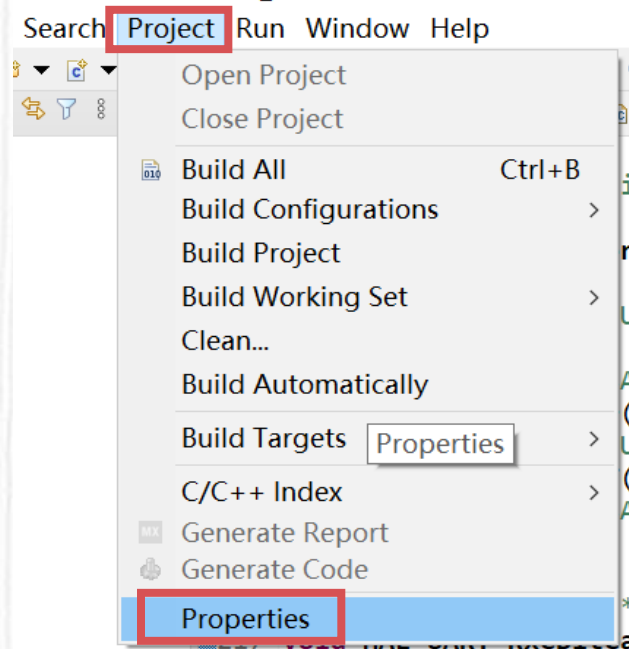 Search Project Run Window Help
Open Project
Close Project
Build All Ctrl+B
Build Configurations
Build Project
Build Working Set
Clean...
Build Automatically
Build Targets
Properties
C/C++ Index
MX Generate Report
Generate Code
Properties